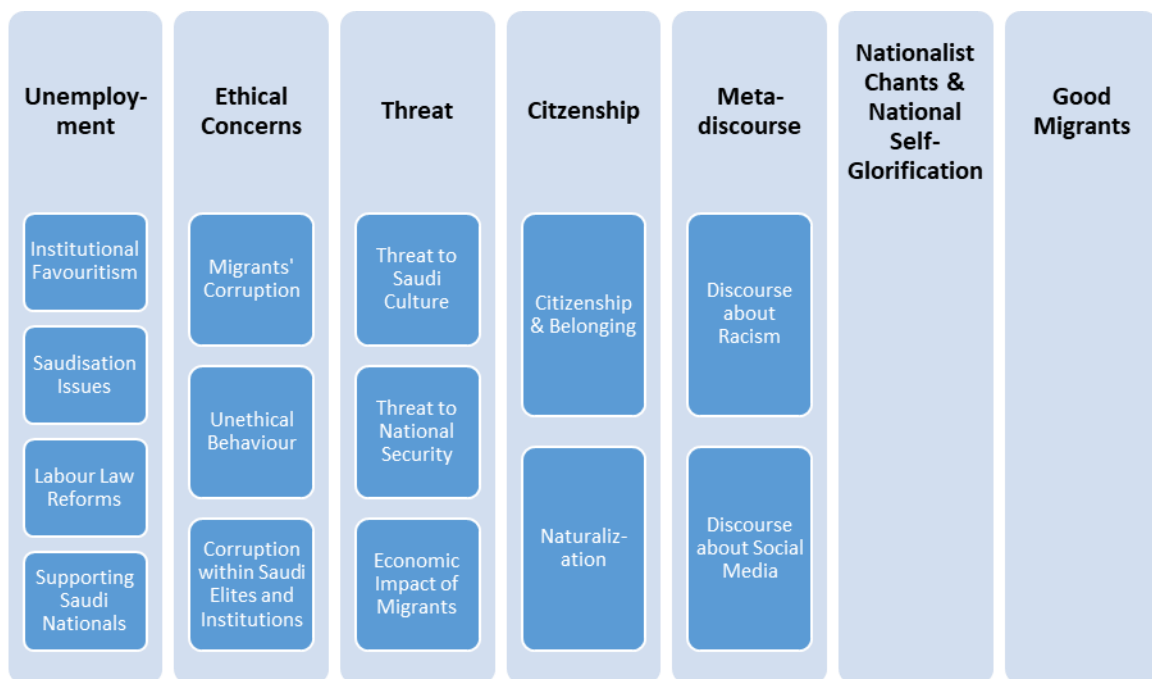 Unemploy-
ment
Institutional
Favouritism
Saudisation
Issues
Labour Law
Reforms
Supporting
Saudi
Nationals
Ethical
Concerns
Migrants'
Corruption
Unethical
Behaviour
Corruption
within Saudi
Elites and
Institutions
Threat
Threat to
Saudi
Culture
Threat to
National
Security
Economic
Impact of
Migrants
Citzenship
Citizenship
& Belonging
Naturaliz-
ation
Meta-
discourse
Discourse
about
Racism
Discourse
about Social
Media
Nationalist
Chants &
National
Self-
Glorification
Good
Migrants